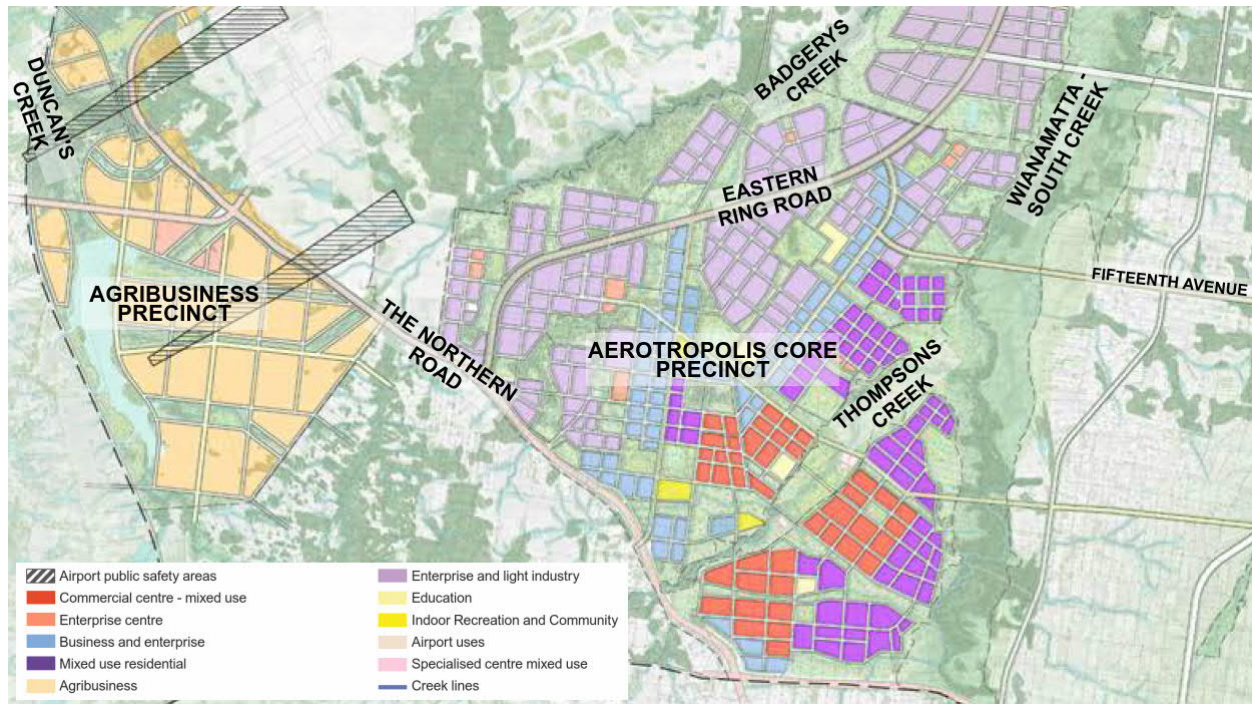 DUNCAN'S
CREEK
BADGERYS
CREEK
WIANAMATTA -
SOUTH CREEK
EASTERN
RING ROAD
FIFTEENTH AVENUE
AGRIBUSINESS
PRECINCT
THE NORTHERN
ROAD
AEROTROPOLIS CORE
PRECINCT
THOMPSONS
CREEK
Airport public safety areas
Commercial centre - mixed use
Enterprise centre
Business and enterprise
Mixed use residential
Agribusiness
Enterprise and light industry
Education
Indoor Recreation and Community
Airport uses
Specialised centre mixed use
Creek lines